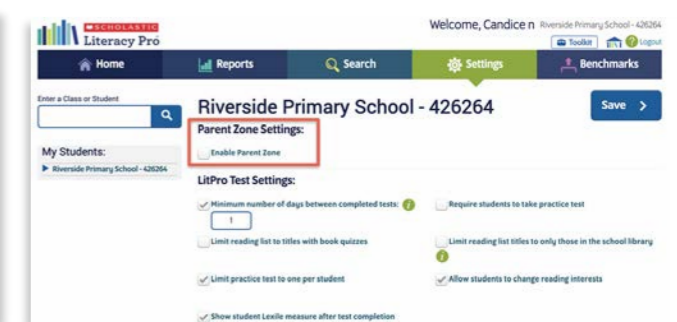 SCHOLASTIC
Literacy Pro
Welcome, Candice n Riverside Primary School - 426264
Toolkit ? Logout
Home Reports Search Settings Benchmarks
Enter a Class or Student
Riverside Primary School - 426264
Save >
Parent Zone Settings:
Enable Parent Zone
My Students:
Riverside Primary School - 426264
LitPro Test Settings:
Minimum number of days between completed tests: i
Require students to take practice test
1
Limit reading list to titles with book quizzes
Limit reading list titles to only those in the school library
i
Limit practice test to one per student
Allow students to change reading interests
Show student Lexile measure after test completion